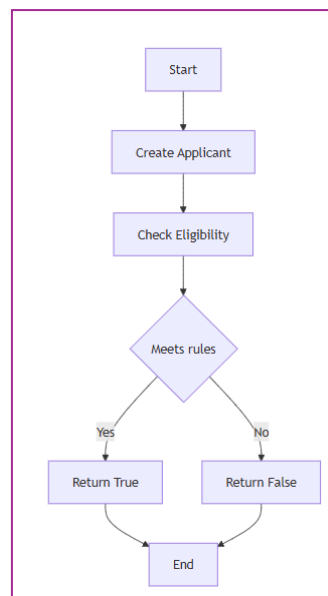 Start
Create Applicant
Check Eligibility
Meets rules
Yes
No
Return True
Return False
End